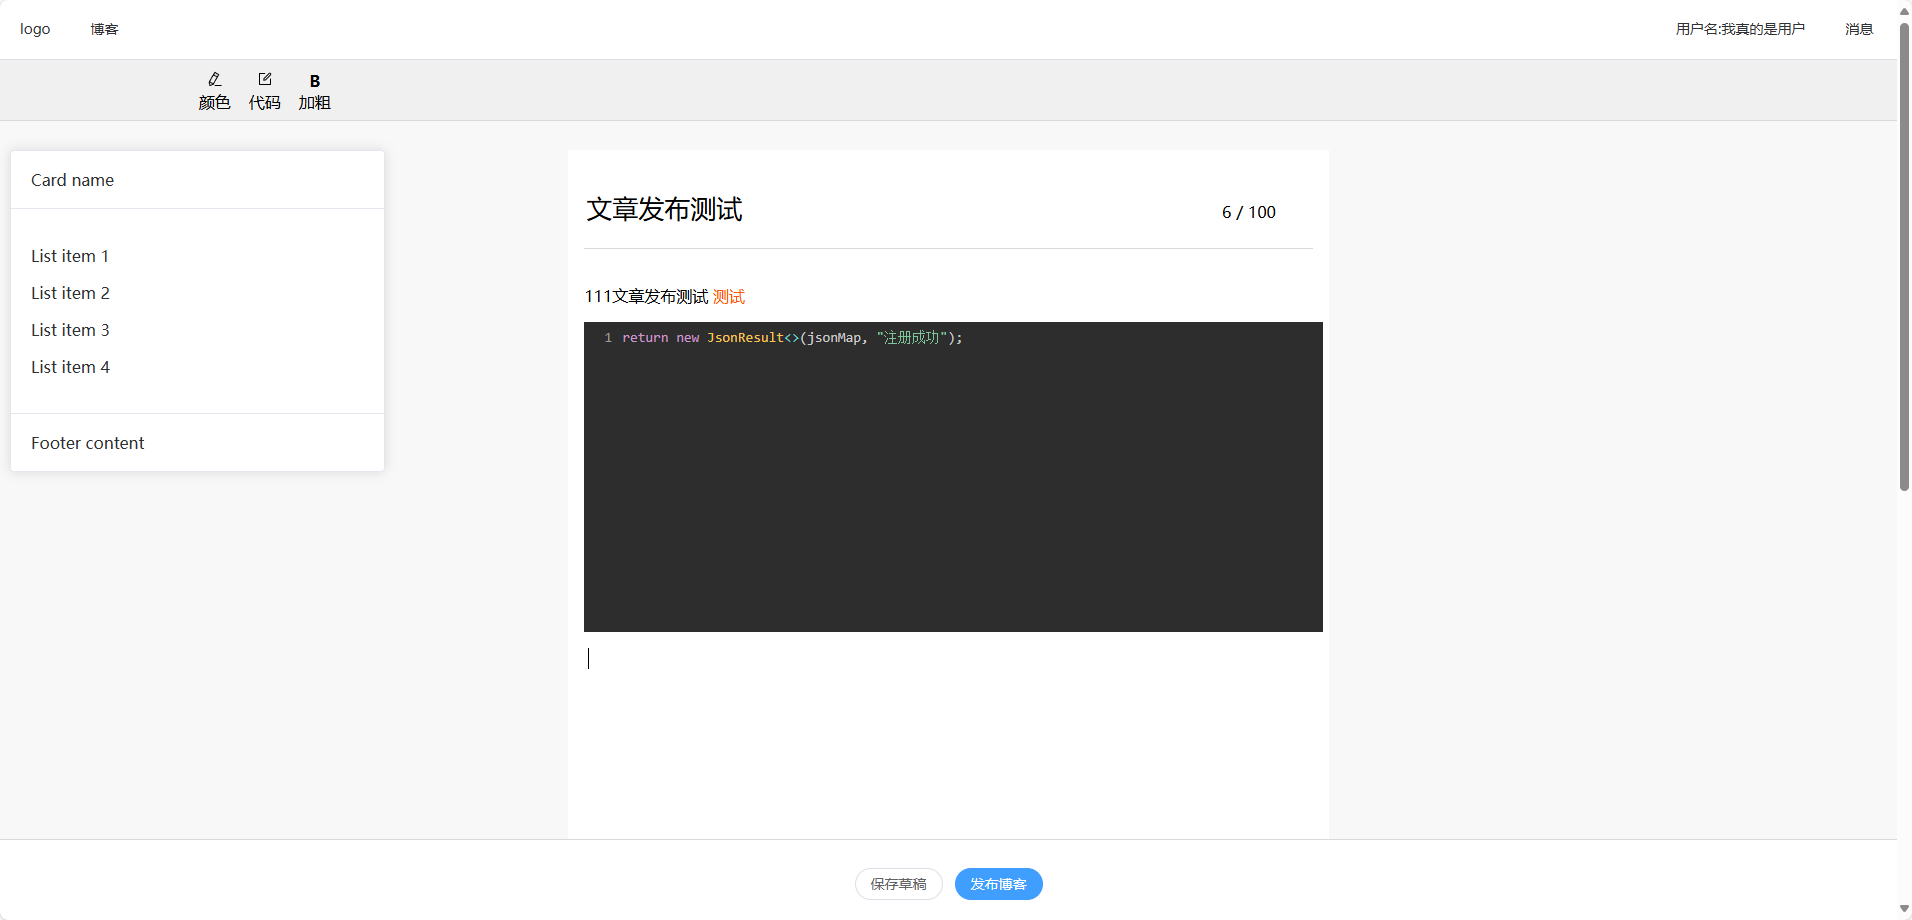 logo 博客 用户名:我真的是用户 消息
B
颜色 代码 加粗
Card name
List item 1
List item 2
List item 3
List item 4
Footer content
文章发布测试 6 / 100
111文章发布测试 测试
1 return new JsonResult<>(jsonMap, "注册成功");
保存草稿 发布博客